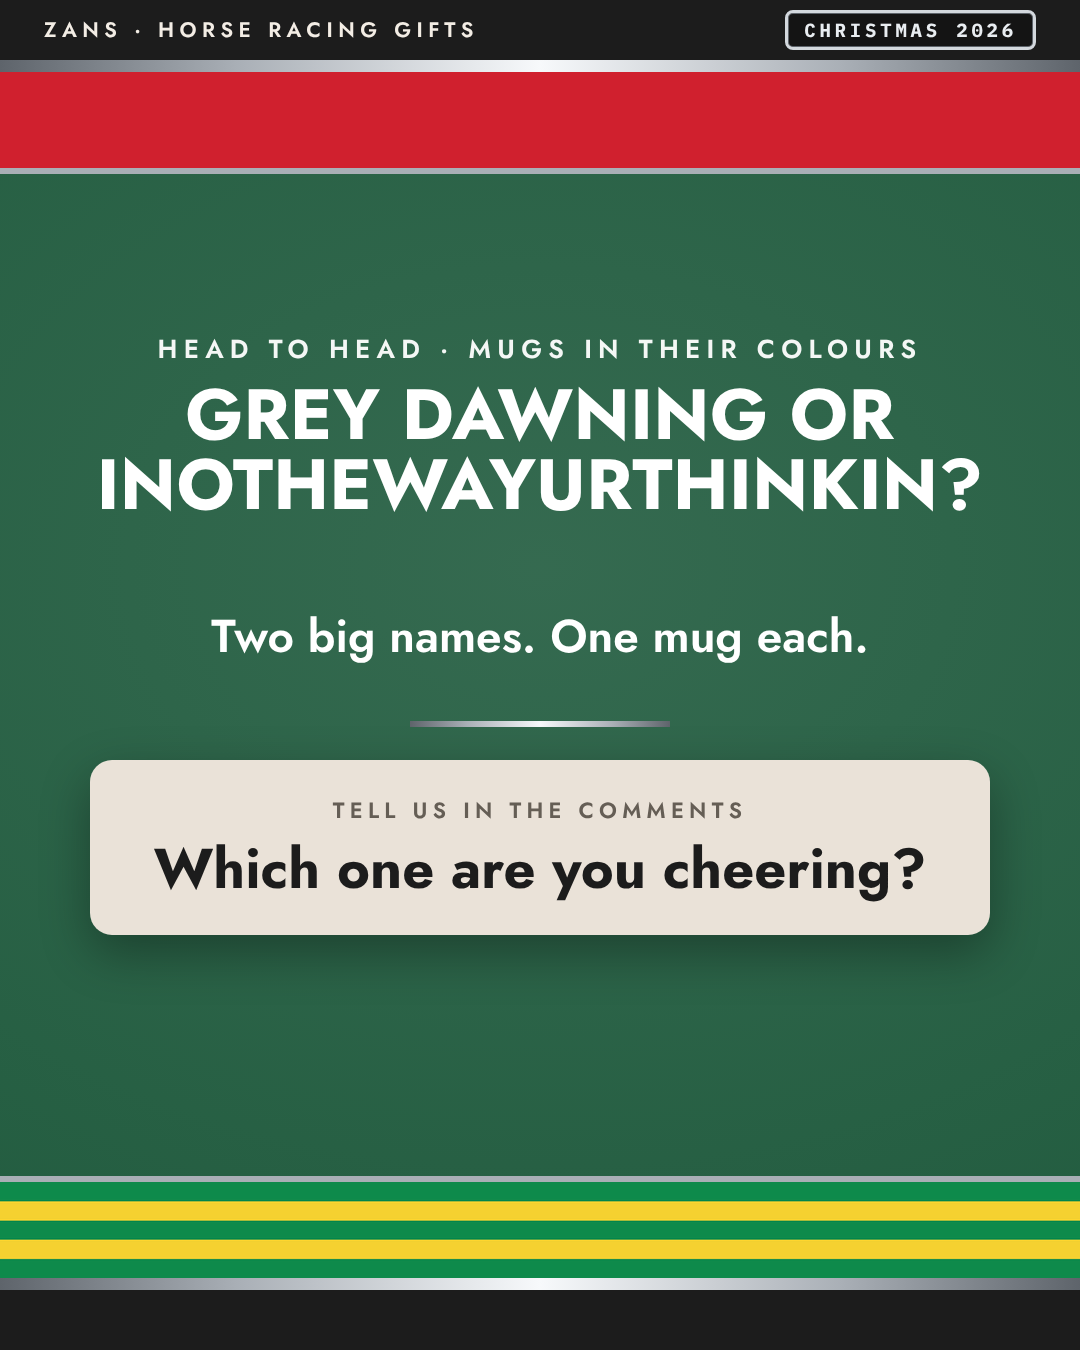 ZANS · HORSE RACING GIFTS
CHRISTMAS 2026
HEAD TO HEAD · MUGS IN THEIR COLOURS
GREY DAWNING OR
INOTHEWAYURTHINKIN?
Two big names. One mug each.
TELL US IN THE COMMENTS
Which one are you cheering?